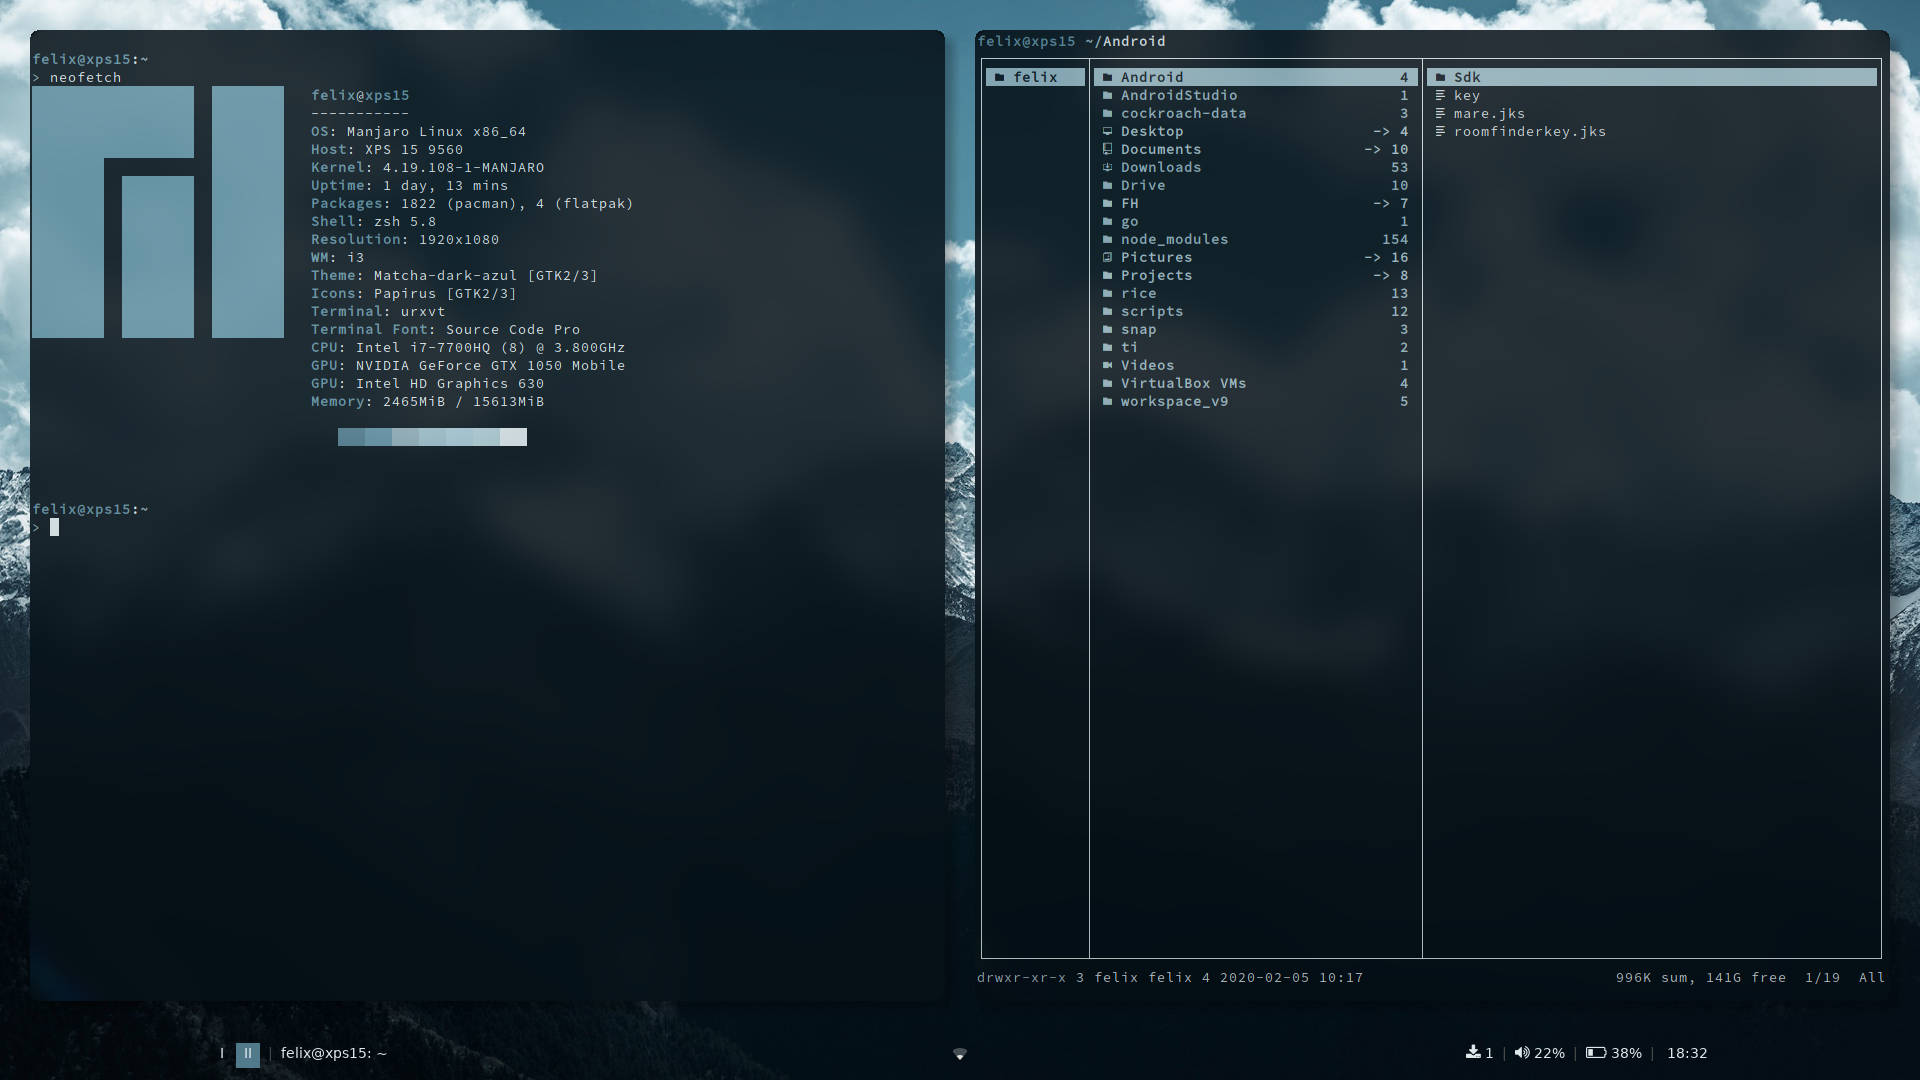 felix@xps15:~
> neofetch
felix@xps15
-----------
OS: Manjaro Linux x86_64
Host: XPS 15 9560
Kernel: 4.19.108-1-MANJARO
Uptime: 1 day, 13 mins
Packages: 1822 (pacman), 4 (flatpak)
Shell: zsh 5.8
Resolution: 1920x1080
WM: i3
Theme: Matcha-dark-azul [GTK2/3]
Icons: Papirus [GTK2/3]
Terminal: urxvt
Terminal Font: Source Code Pro
CPU: Intel i7-7700HQ (8) @ 3.800GHz
GPU: NVIDIA GeForce GTX 1050 Mobile
GPU: Intel HD Graphics 630
Memory: 2465MiB / 15613MiB
felix@xps15:~
>
felix@xps15 ~/Android
felix
Android 4
AndroidStudio 1
cockroach-data 3
Desktop -> 4
Documents -> 10
Downloads 53
Drive 10
FH -> 7
go 1
node_modules 154
Pictures -> 16
Projects -> 8
rice 13
scripts 12
snap 3
ti 2
Videos 1
VirtualBox VMs 4
workspace_v9 5
Sdk
key
mare.jks
roomfinderkey.jks
drwxr-xr-x 3 felix felix 4 2020-02-05 10:17 996K sum, 141G free 1/19 All
I II | felix@xps15: ~ 1 | 22% | 38% | 18:32